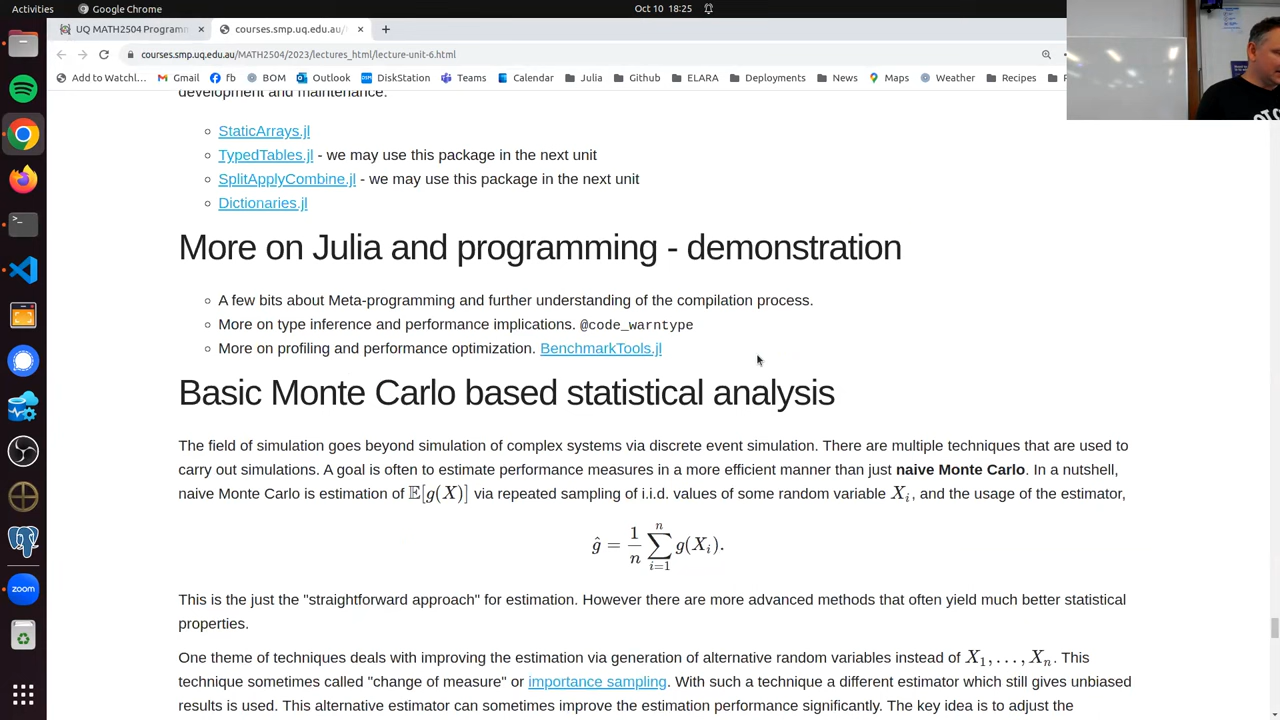 Activities
Google Chrome
Oct 10 18:25
UQ MATH2504 Programm
courses.smp.uq.edu.au/
courses.smp.uq.edu.au/MATH2504/2023/lectures_html/lecture-unit-6.html
Add to Watchl...
Gmail
fb
BOM
Outlook
DiskStation
Teams
Calendar
Julia
Github
ELARA
Deployments
News
Maps
Weather
Recipes
development and maintenance.
StaticArrays.jl
TypedTables.jl - we may use this package in the next unit
SplitApplyCombine.jl - we may use this package in the next unit
Dictionaries.jl
More on Julia and programming - demonstration
A few bits about Meta-programming and further understanding of the compilation process.
More on type inference and performance implications. @code_warntype
More on profiling and performance optimization. BenchmarkTools.jl
Basic Monte Carlo based statistical analysis
The field of simulation goes beyond simulation of complex systems via discrete event simulation. There are multiple techniques that are used to
carry out simulations. A goal is often to estimate performance measures in a more efficient manner than just naive Monte Carlo. In a nutshell,
naive Monte Carlo is estimation of 𝔼[g(X)] via repeated sampling of i.i.d. values of some random variable X_i, and the usage of the estimator,
ĝ = 1/n ∑_{i=1}^{n} g(X_i).
This is the just the "straightforward approach" for estimation. However there are more advanced methods that often yield much better statistical
properties.
One theme of techniques deals with improving the estimation via generation of alternative random variables instead of X_1, ..., X_n. This
technique sometimes called "change of measure" or importance sampling. With such a technique a different estimator which still gives unbiased
results is used. This alternative estimator can sometimes improve the estimation performance significantly. The key idea is to adjust the
zoom